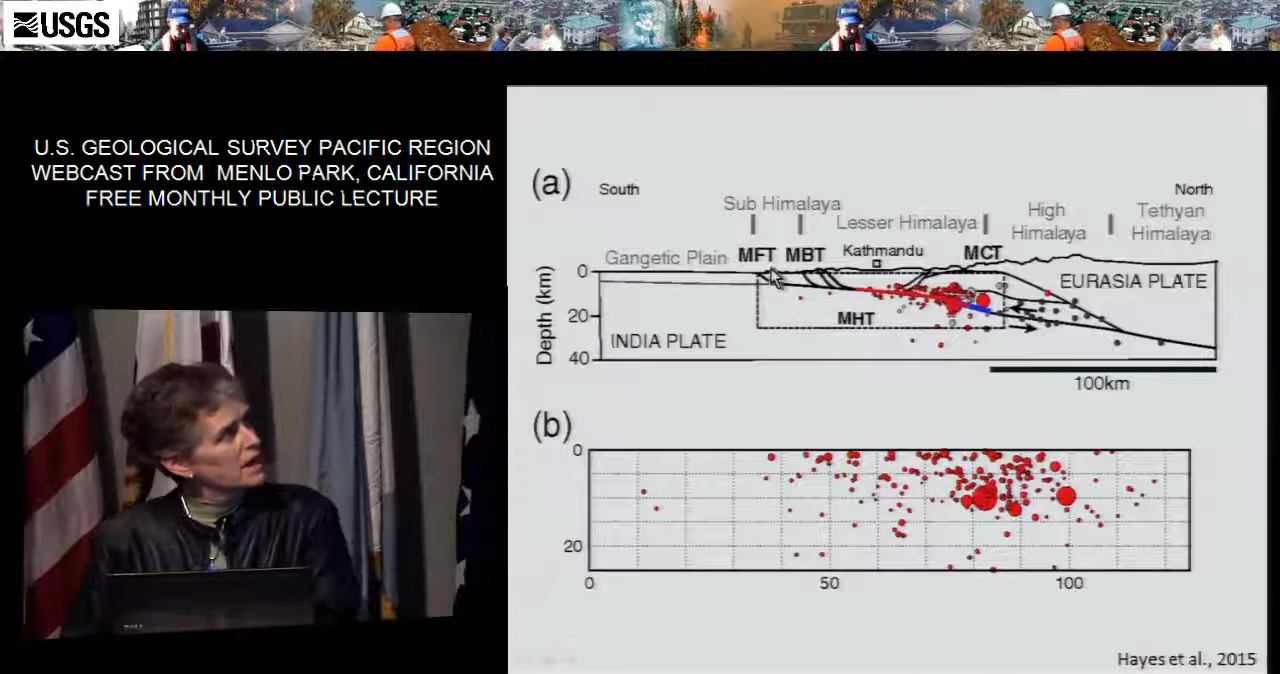 USGS
U.S. GEOLOGICAL SURVEY PACIFIC REGION
WEBCAST FROM MENLO PARK, CALIFORNIA
FREE MONTHLY PUBLIC LECTURE
(a)
South
North
Sub Himalaya
Lesser Himalaya
High
Himalaya
Tethyan
Himalaya
Gangetic Plain
MFT
MBT
Kathmandu
MCT
EURASIA PLATE
Depth (km)
0
20
40
MHT
INDIA PLATE
100km
(b)
0
20
0
50
100
Hayes et al., 2015